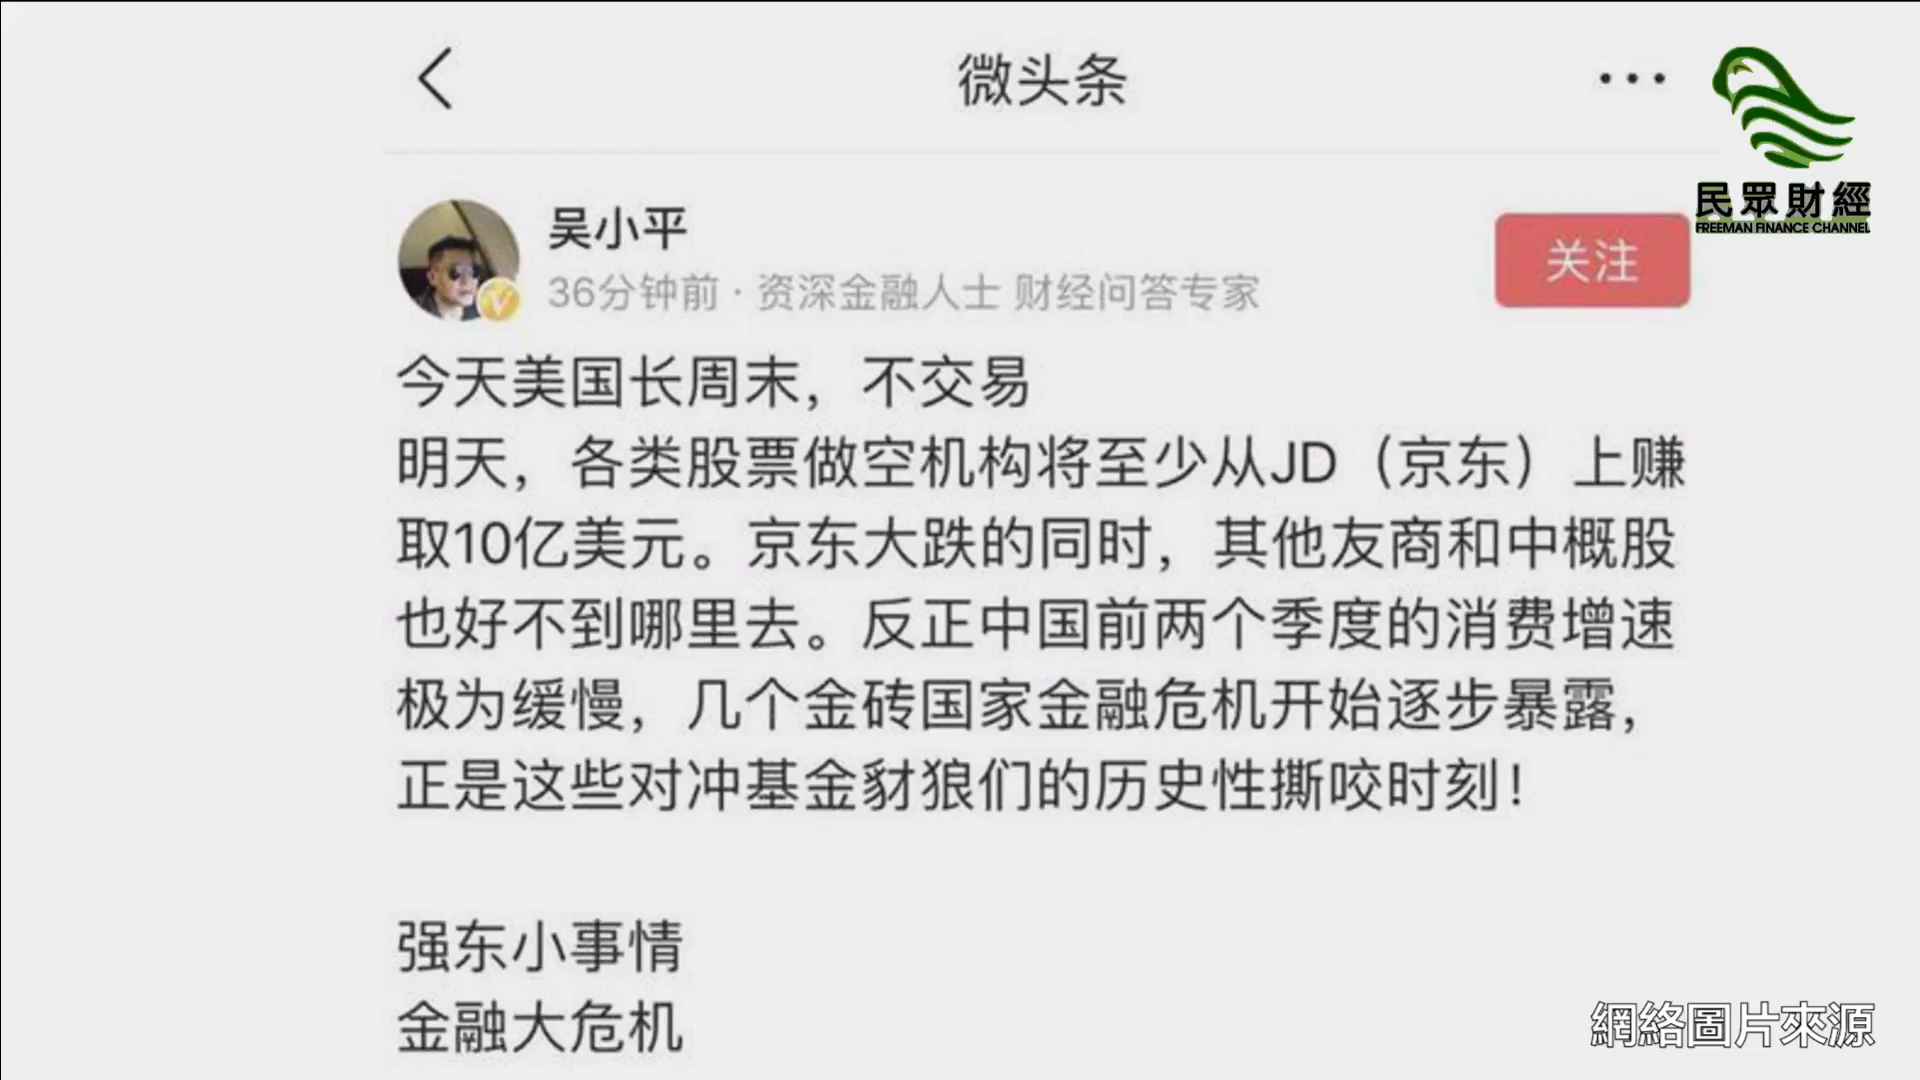 微头条
民眾財經
FREEMAN FINANCE CHANNEL
吴小平
关注
36分钟前 · 资深金融人士 财经问答专家
今天美国长周末，不交易
明天，各类股票做空机构将至少从JD（京东）上赚
取10亿美元。京东大跌的同时，其他友商和中概股
也好不到哪里去。反正中国前两个季度的消费增速
极为缓慢，几个金砖国家金融危机开始逐步暴露，
正是这些对冲基金豺狼们的历史性撕咬时刻！
强东小事情
金融大危机
網絡圖片來源